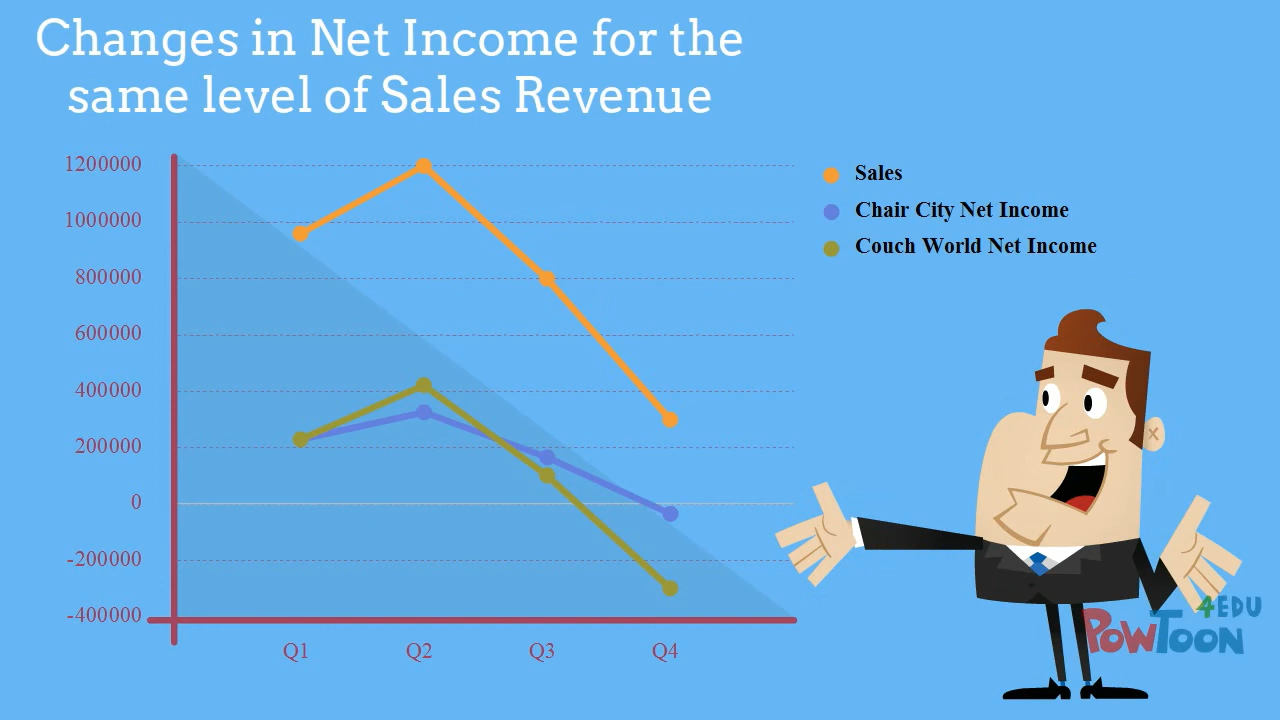 Changes in Net Income for the
same level of Sales Revenue
1200000
1000000
800000
600000
400000
200000
0
-200000
-400000
Q1 Q2 Q3 Q4
Sales
Chair City Net Income
Couch World Net Income
4EDU
PowToon